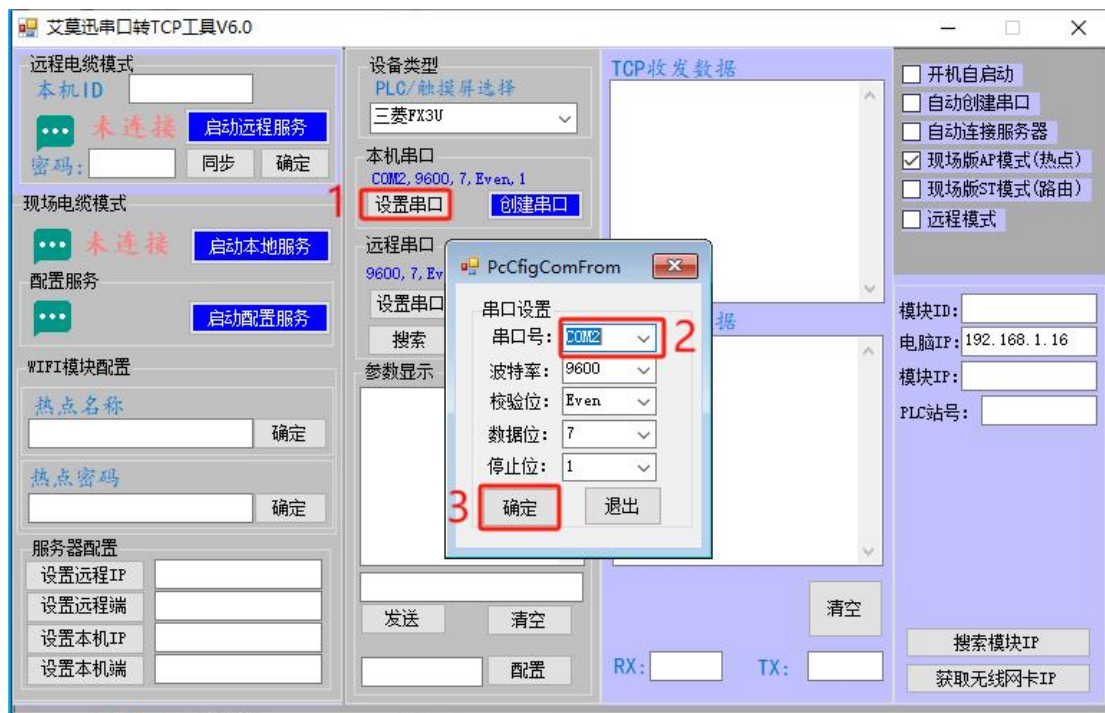 艾莫迅串口转TCP工具V6.0
远程电缆模式
本机ID
未连接
启动远程服务
密码:
同步
确定
现场电缆模式
未连接
启动本地服务
配置服务
启动配置服务
WIFI模块配置
热点名称
确定
热点密码
确定
服务器配置
设置远程IP
设置远程端
设置本机IP
设置本机端
设备类型
PLC/触摸屏选择
三菱FX3U
本机串口
COM2, 9600, 7, Even, 1
1
设置串口
创建串口
远程串口
9600, 7, Ev
设置串口
搜索
参数显示
发送
清空
配置
PcCfigComFrom
串口设置
串口号:
COM2
2
波特率:
9600
校验位:
Even
数据位:
7
停止位:
1
3
确定
退出
TCP收发数据
据
清空
RX:
TX:
开机自启动
自动创建串口
自动连接服务器
现场版AP模式(热点)
现场版ST模式(路由)
远程模式
模块ID:
电脑IP:
192.168.1.16
模块IP:
PLC站号:
搜索模块IP
获取无线网卡IP